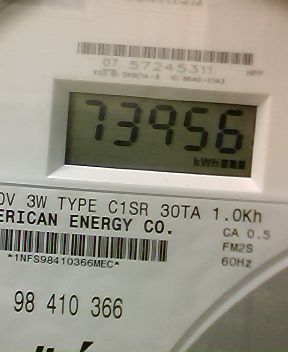 07 57245311
73956
kWh
0V 3W TYPE C1SR 30TA 1.0Kh
ERICAN ENERGY CO.
CA 0.5
FM2S
*1NFS98410366MEC*
60Hz
98 410 366